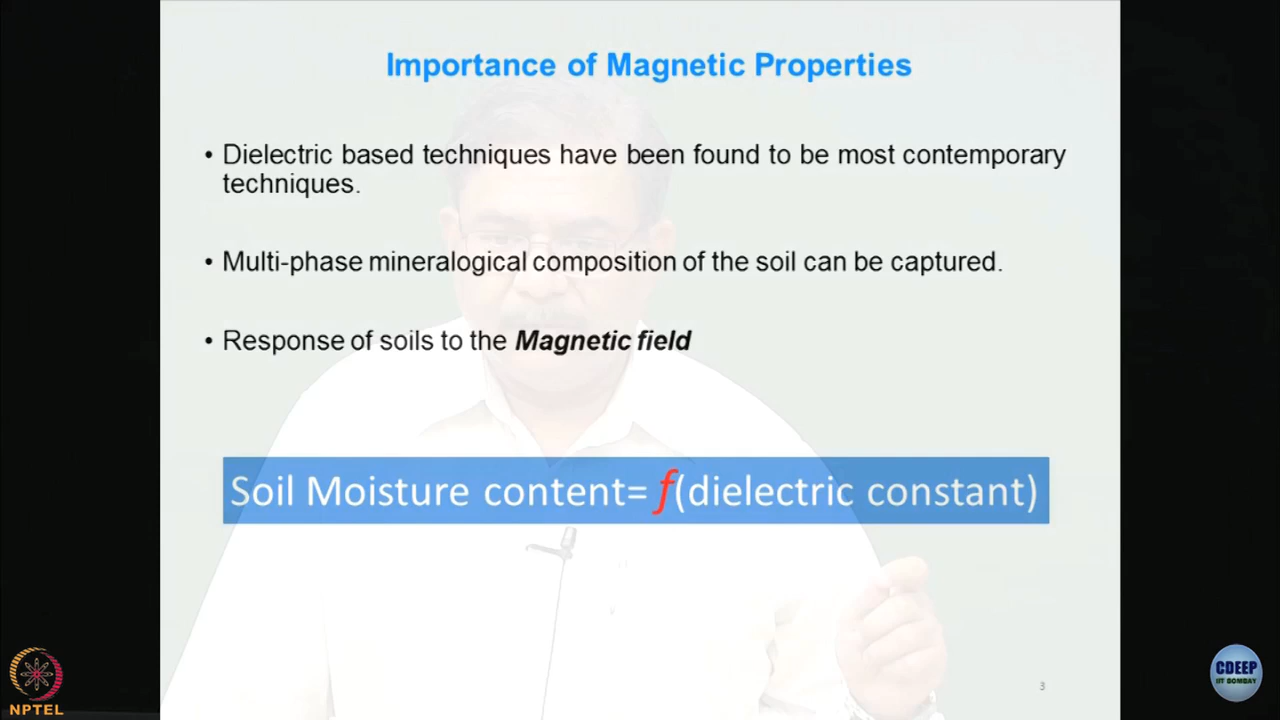 Importance of Magnetic Properties
• Dielectric based techniques have been found to be most contemporary
techniques.
• Multi-phase mineralogical composition of the soil can be captured.
• Response of soils to the Magnetic field
Soil Moisture content= f(dielectric constant)
3
NPTEL
CDEEP
IIT BOMBAY